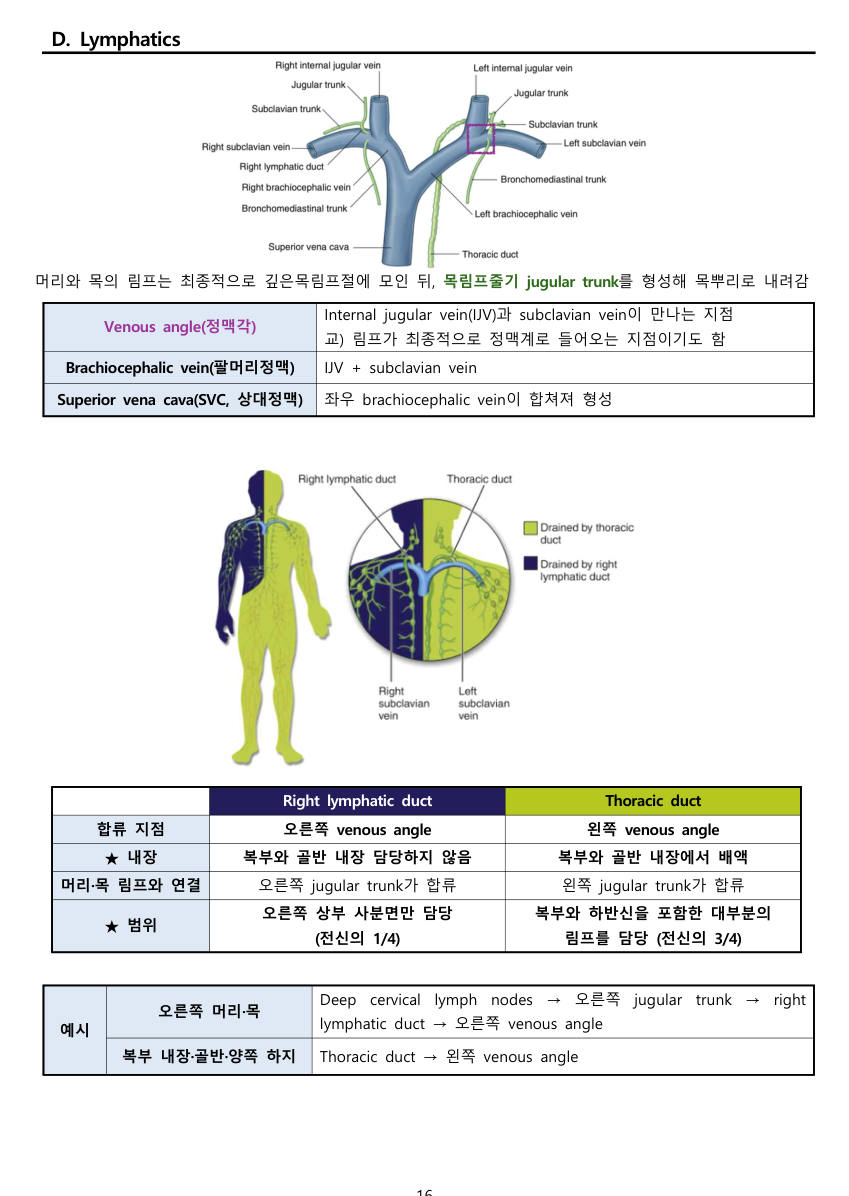 D. Lymphatics
Right internal jugular vein
Left internal jugular vein
Jugular trunk
Jugular trunk
Subclavian trunk
Subclavian trunk
Right subclavian vein
Left subclavian vein
Right lymphatic duct
Bronchomediastinal trunk
Right brachiocephalic vein
Bronchomediastinal trunk
Left brachiocephalic vein
Superior vena cava
Thoracic duct
머리와 목의 림프는 최종적으로 깊은목림프절에 모인 뒤, 목림프줄기 jugular trunk를 형성해 목뿌리로 내려감
Venous angle(정맥각)
Internal jugular vein(IJV)과 subclavian vein이 만나는 지점
교) 림프가 최종적으로 정맥계로 들어오는 지점이기도 함
Brachiocephalic vein(팔머리정맥)
IJV + subclavian vein
Superior vena cava(SVC, 상대정맥)
좌우 brachiocephalic vein이 합쳐져 형성
Right lymphatic duct
Thoracic duct
Drained by thoracic
duct
Drained by right
lymphatic duct
Right
subclavian
vein
Left
subclavian
vein
Right lymphatic duct
Thoracic duct
합류 지점
오른쪽 venous angle
왼쪽 venous angle
★ 내장
복부와 골반 내장 담당하지 않음
복부와 골반 내장에서 배액
머리·목 림프와 연결
오른쪽 jugular trunk가 합류
왼쪽 jugular trunk가 합류
★ 범위
오른쪽 상부 사분면만 담당
(전신의 1/4)
복부와 하반신을 포함한 대부분의
림프를 담당 (전신의 3/4)
예시
오른쪽 머리·목
Deep cervical lymph nodes → 오른쪽 jugular trunk → right
lymphatic duct → 오른쪽 venous angle
복부 내장·골반·양쪽 하지
Thoracic duct → 왼쪽 venous angle
16